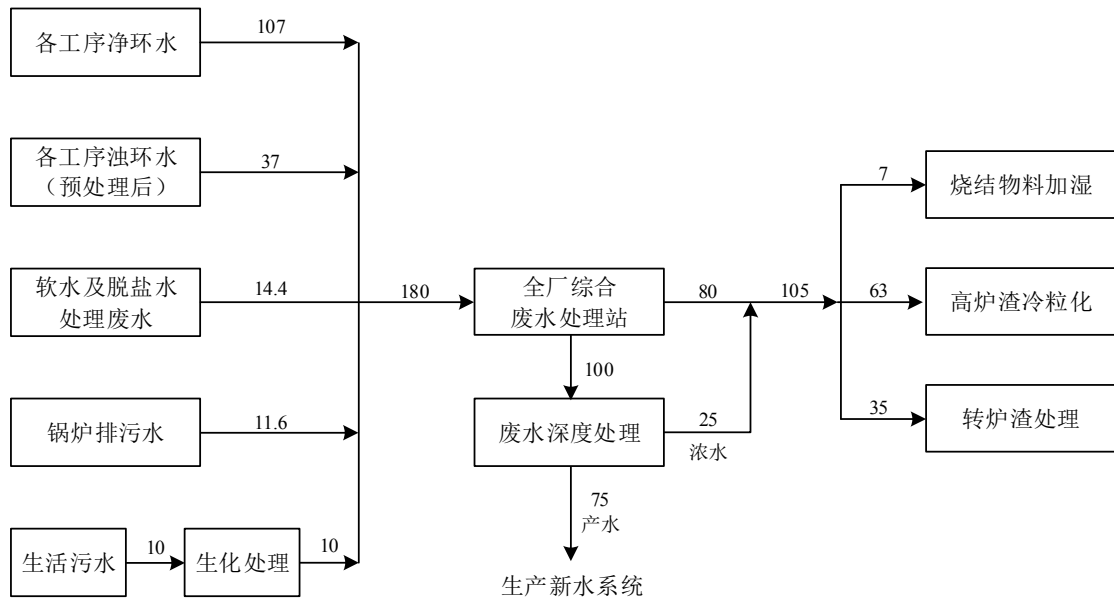 各工序净环水
107
各工序浊环水
（预处理后）
37
软水及脱盐水
处理废水
14.4
180
全厂综合
废水处理站
80
105
7
烧结物料加湿
63
高炉渣冷粒化
35
转炉渣处理
100
锅炉排污水
11.6
废水深度处理
25
浓水
75
产水
生产新水系统
生活污水
10
生化处理
10